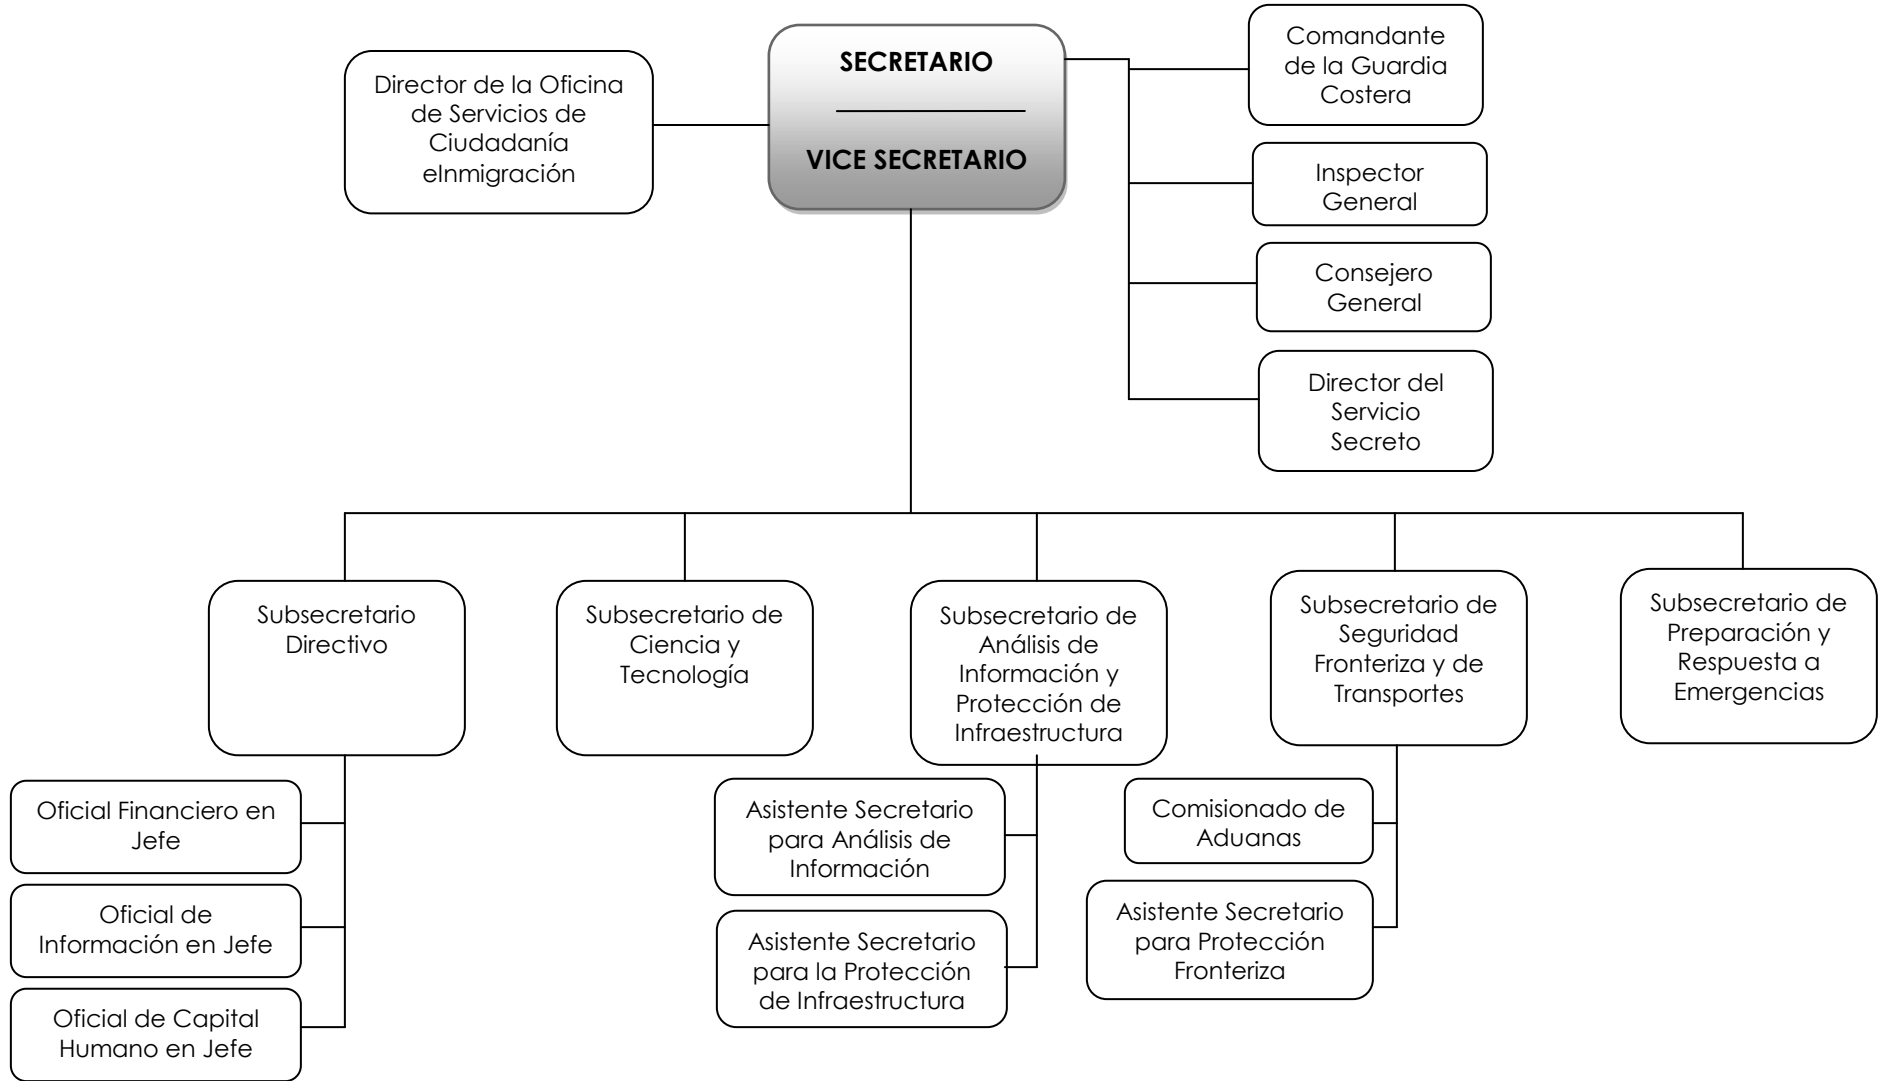 SECRETARIO
VICE SECRETARIO
Director de la Oficina
de Servicios de
Ciudadanía
eInmigración
Comandante
de la Guardia
Costera
Inspector
General
Consejero
General
Director del
Servicio
Secreto
Subsecretario
Directivo
Subsecretario de
Ciencia y
Tecnología
Subsecretario de
Análisis de
Información y
Protección de
Infraestructura
Subsecretario de
Seguridad
Fronteriza y de
Transportes
Subsecretario de
Preparación y
Respuesta a
Emergencias
Oficial Financiero en
Jefe
Oficial de
Información en Jefe
Oficial de Capital
Humano en Jefe
Asistente Secretario
para Análisis de
Información
Asistente Secretario
para la Protección
de Infraestructura
Comisionado de
Aduanas
Asistente Secretario
para Protección
Fronteriza